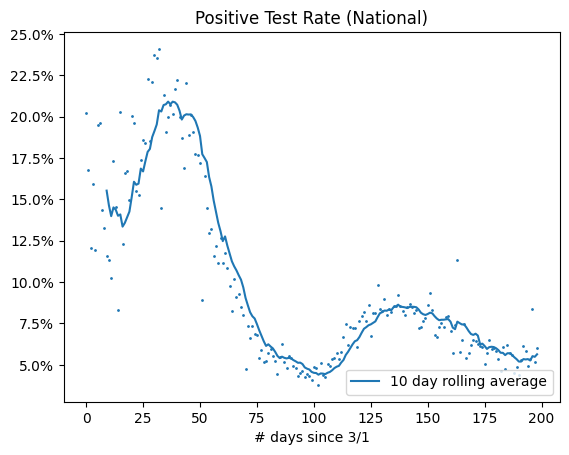 Positive Test Rate (National)
25.0%
22.5%
20.0%
17.5%
15.0%
12.5%
10.0%
7.5%
5.0%
10 day rolling average
0 25 50 75 100 125 150 175 200
# days since 3/1